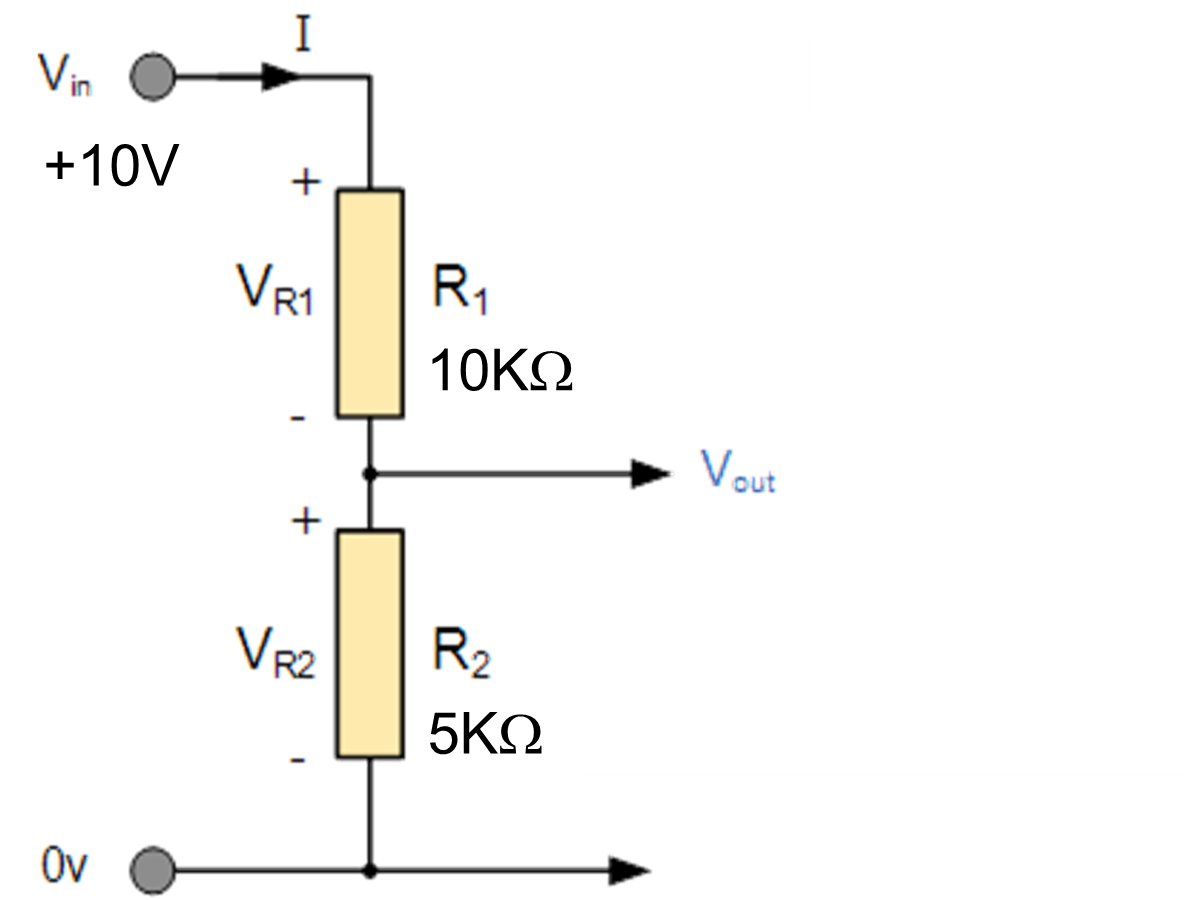 I
Vin
+10V
+
VR1
R1
10KΩ
-
Vout
+
VR2
R2
5KΩ
-
0v